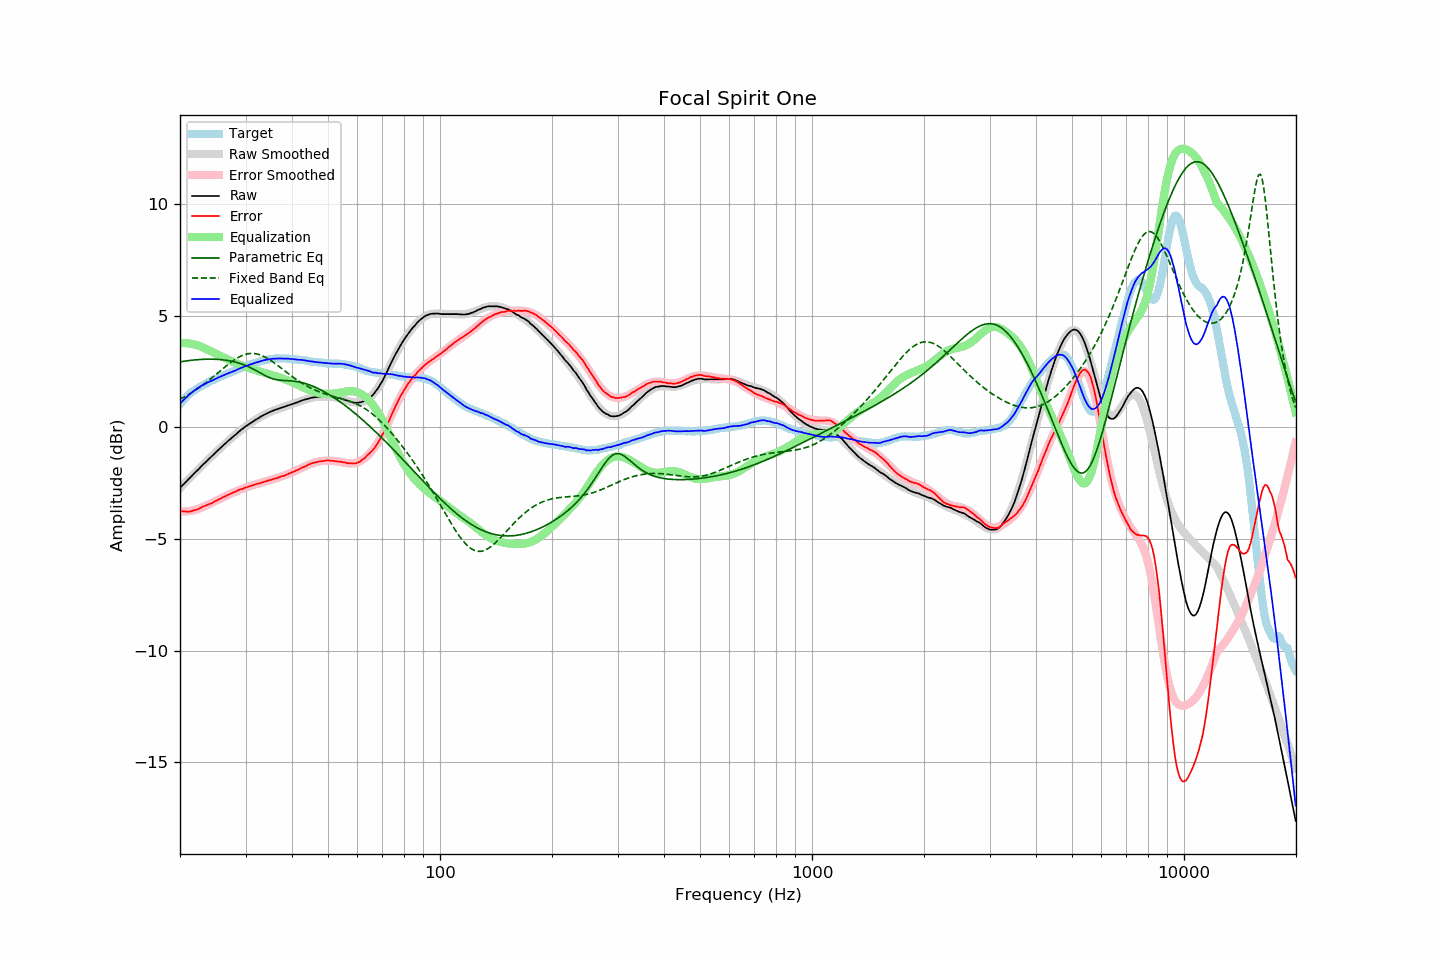 Focal Spirit One
Target
Raw Smoothed
Error Smoothed
Raw
Error
Equalization
Parametric Eq
Fixed Band Eq
Equalized
Amplitude (dBr)
10
5
0
−5
−10
−15
100
1000
10000
Frequency (Hz)